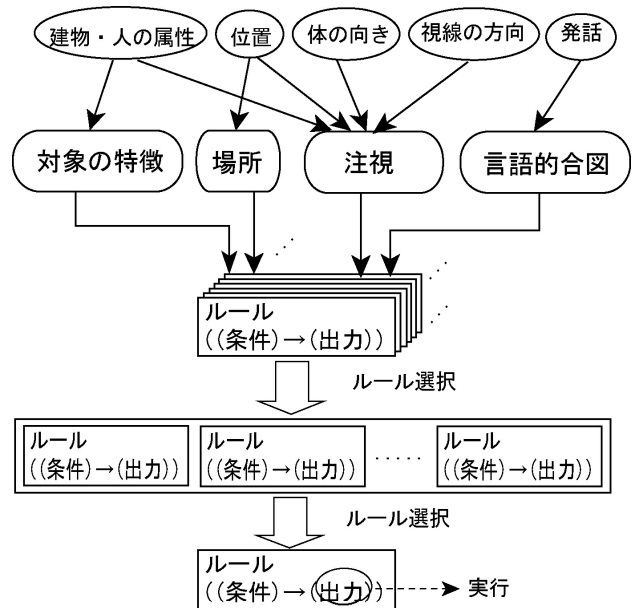 建物・人の属性
位置
体の向き
視線の方向
発話
対象の特徴
場所
注視
言語的合図
ルール
((条件)→(出力))
ルール選択
ルール
((条件)→(出力))
ルール
((条件)→(出力))
.....
ルール
((条件)→(出力))
ルール選択
ルール
((条件)→(出力))
実行